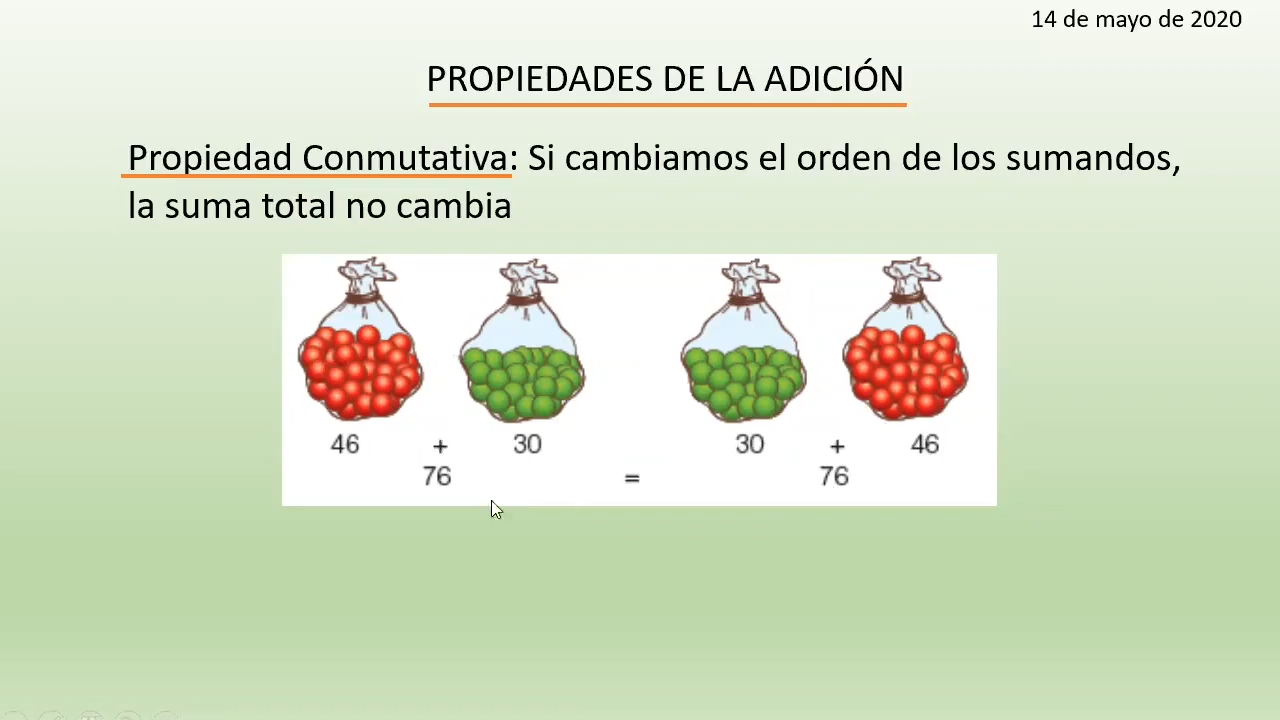 14 de mayo de 2020
PROPIEDADES DE LA ADICIÓN
Propiedad Conmutativa: Si cambiamos el orden de los sumandos,
la suma total no cambia
46 + 30 30 + 46
76 = 76